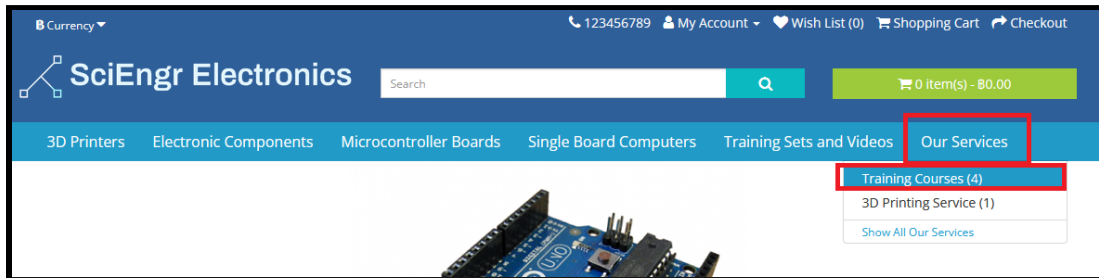 ฿ Currency
123456789 My Account Wish List (0) Shopping Cart Checkout
SciEngr Electronics
Search
0 item(s) - ฿0.00
3D Printers Electronic Components Microcontroller Boards Single Board Computers Training Sets and Videos Our Services
Training Courses (4)
3D Printing Service (1)
Show All Our Services
UNO